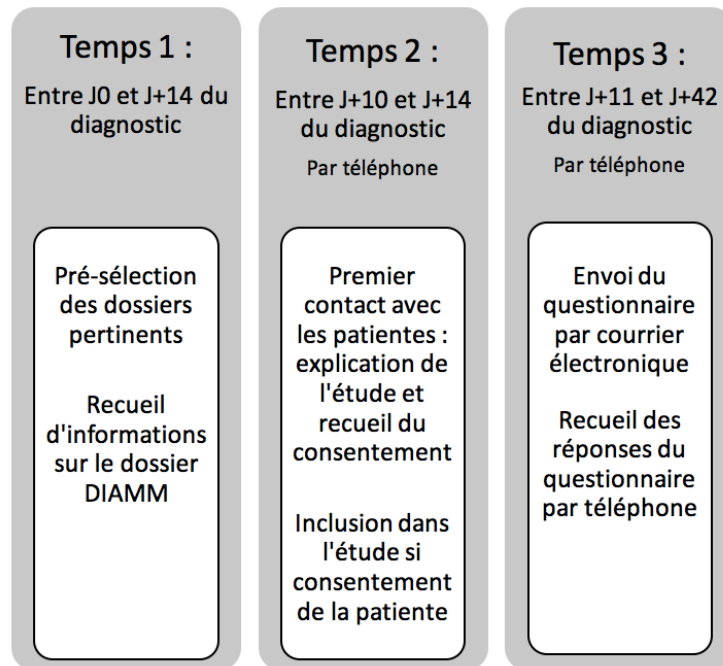 Temps 1 :
Entre J0 et J+14 du
diagnostic
Pré-sélection
des dossiers
pertinents
Recueil
d'informations
sur le dossier
DIAMM
Temps 2 :
Entre J+10 et J+14
du diagnostic
Par téléphone
Premier
contact avec
les patientes :
explication de
l'étude et
recueil du
consentement
Inclusion dans
l'étude si
consentement
de la patiente
Temps 3 :
Entre J+11 et J+42
du diagnostic
Par téléphone
Envoi du
questionnaire
par courrier
électronique
Recueil des
réponses du
questionnaire
par téléphone